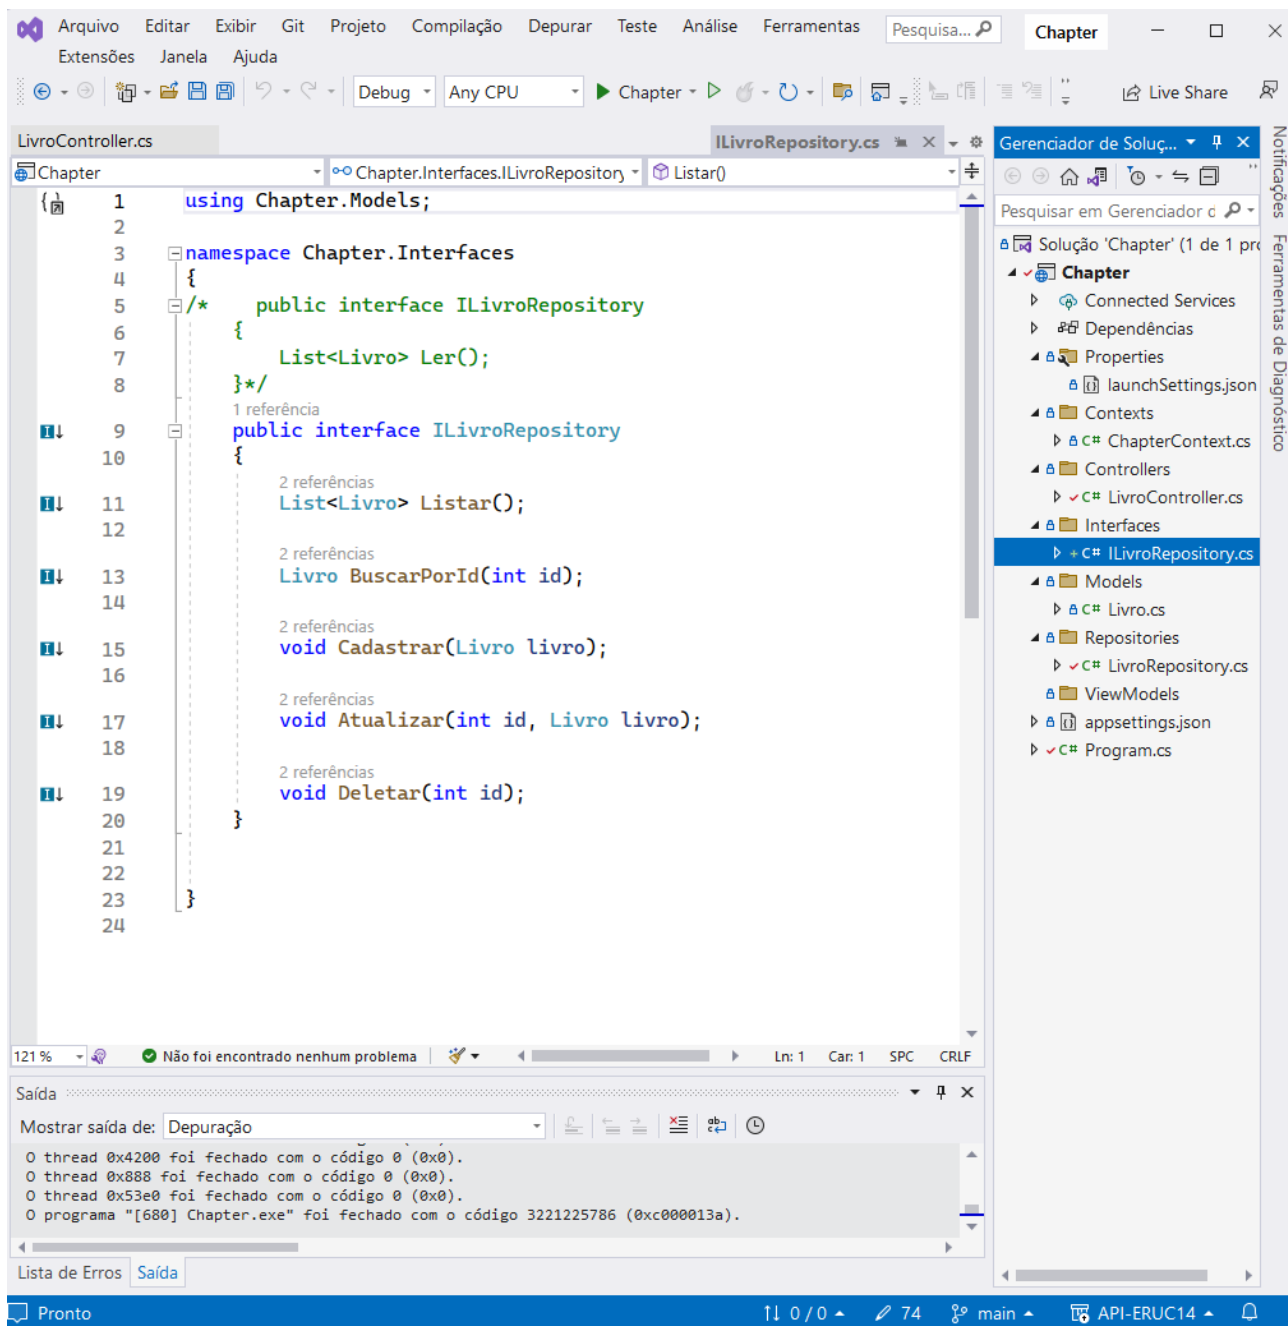 Arquivo Editar Exibir Git Projeto Compilação Depurar Teste Análise Ferramentas Pesquisa... Chapter
Extensões Janela Ajuda
Debug Any CPU Chapter Live Share
LivroController.cs ILivroRepository.cs
Chapter Chapter.Interfaces.ILivroRepository Listar()
1 using Chapter.Models;
2
3 namespace Chapter.Interfaces
4 {
5 /* public interface ILivroRepository
6 {
7 List<Livro> Ler();
8 }*/
1 referência
9 public interface ILivroRepository
10 {
2 referências
11 List<Livro> Listar();
12
2 referências
13 Livro BuscarPorId(int id);
14
2 referências
15 void Cadastrar(Livro livro);
16
2 referências
17 void Atualizar(int id, Livro livro);
18
2 referências
19 void Deletar(int id);
20 }
21
22
23 }
24
121 % Não foi encontrado nenhum problema Ln: 1 Car: 1 SPC CRLF
Saída
Mostrar saída de: Depuração
O thread 0x4200 foi fechado com o código 0 (0x0).
O thread 0x888 foi fechado com o código 0 (0x0).
O thread 0x53e0 foi fechado com o código 0 (0x0).
O programa "[680] Chapter.exe" foi fechado com o código 3221225786 (0xc000013a).
Lista de Erros Saída
Gerenciador de Soluç...
Pesquisar em Gerenciador d
Solução 'Chapter' (1 de 1 pro
Chapter
Connected Services
Dependências
Properties
launchSettings.json
Contexts
C# ChapterContext.cs
Controllers
C# LivroController.cs
Interfaces
+ C# ILivroRepository.cs
Models
C# Livro.cs
Repositories
C# LivroRepository.cs
ViewModels
appsettings.json
C# Program.cs
Notificações
Ferramentas de Diagnóstico
Pronto 0 / 0 74 main API-ERUC14